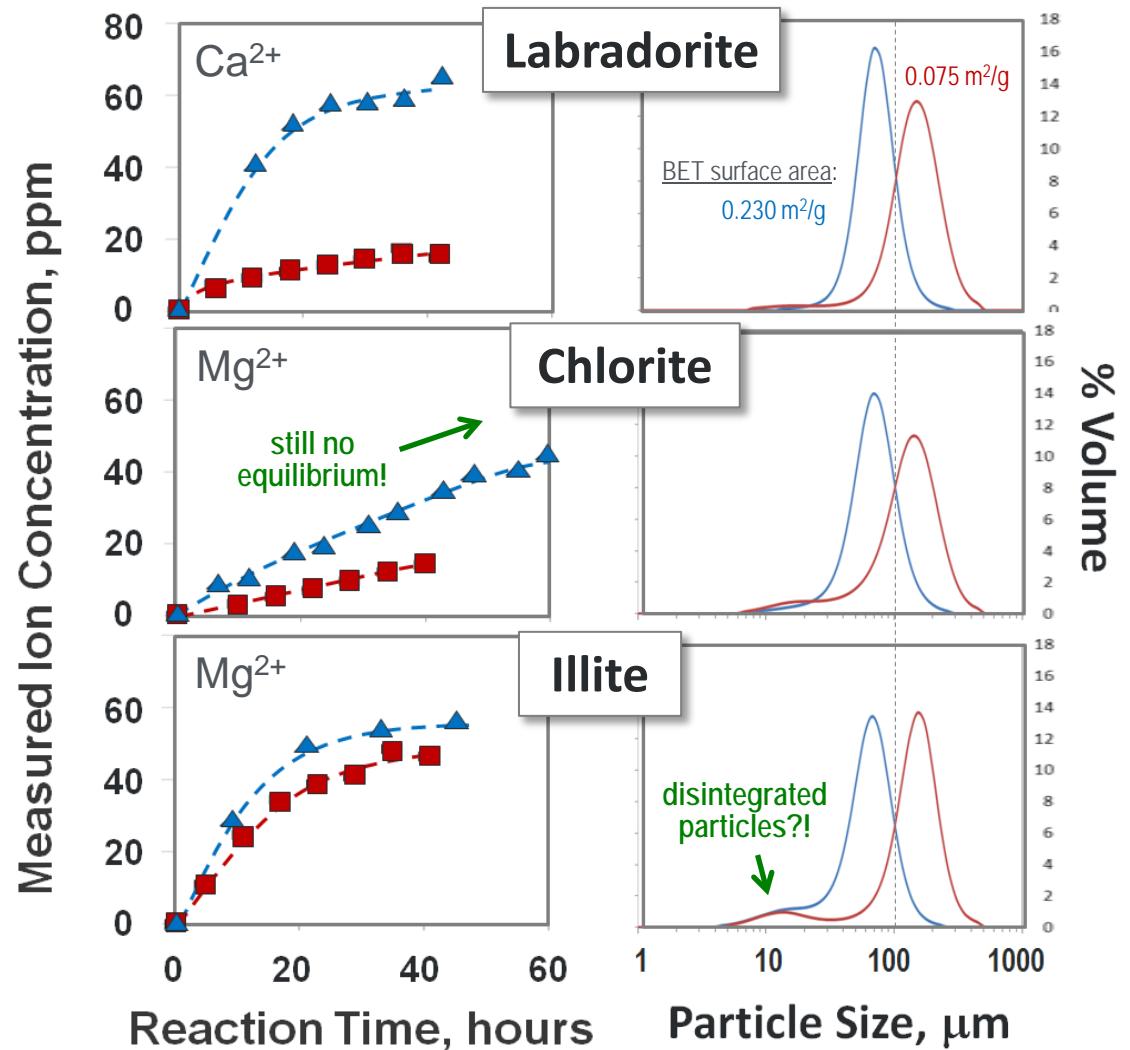 Measured Ion Concentration, ppm
Labradorite
Ca²⁺
80
60
40
20
0
BET surface area:
0.230 m²/g
0.075 m²/g
18
16
14
12
10
8
6
4
2
0
Chlorite
Mg²⁺
still no
equilibrium!
60
40
20
0
18
16
14
12
10
8
6
4
2
0
% Volume
Illite
Mg²⁺
60
40
20
0
disintegrated
particles?!
18
16
14
12
10
8
6
4
2
0
0 20 40 60
Reaction Time, hours
1 10 100 1000
Particle Size, μm